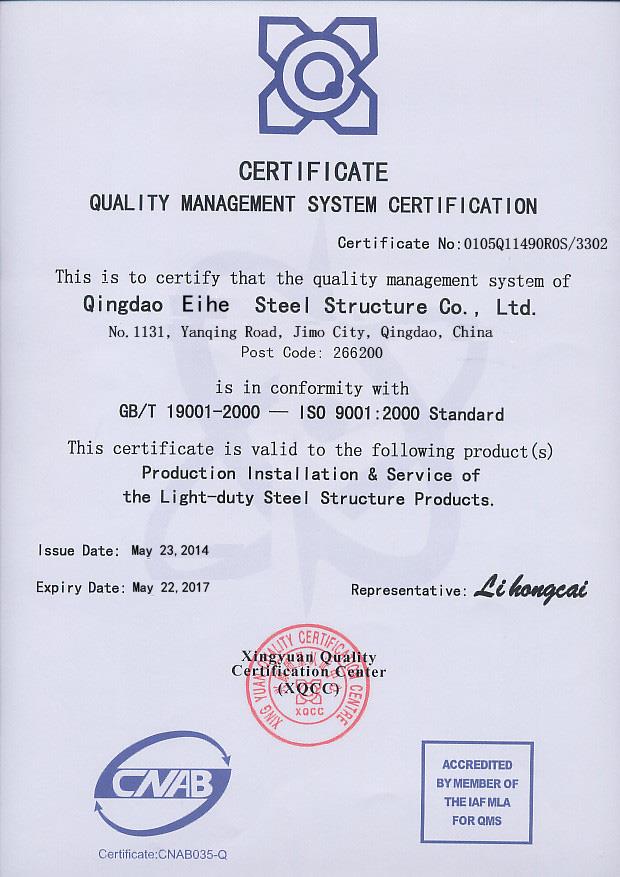 CERTIFICATE
QUALITY MANAGEMENT SYSTEM CERTIFICATION
Certificate No:0105Q11490R0S/3302
This is to certify that the quality management system of
Qingdao Eihe Steel Structure Co., Ltd.
No.1131, Yanqing Road, Jimo City, Qingdao, China
Post Code: 266200
is in conformity with
GB/T 19001-2000 — ISO 9001:2000 Standard
This certificate is valid to the following product(s)
Production Installation & Service of
the Light-duty Steel Structure Products.
Issue Date: May 23,2014
Expiry Date: May 22,2017
Representative: Li hongcai
XING YUAN QUALITY CERTIFICATION CENTRE
Xingyuan Quality
Certification Center
(XQCC)
XQCC
CNAB
Certificate:CNAB035-Q
ACCREDITED
BY MEMBER OF
THE IAF MLA
FOR QMS